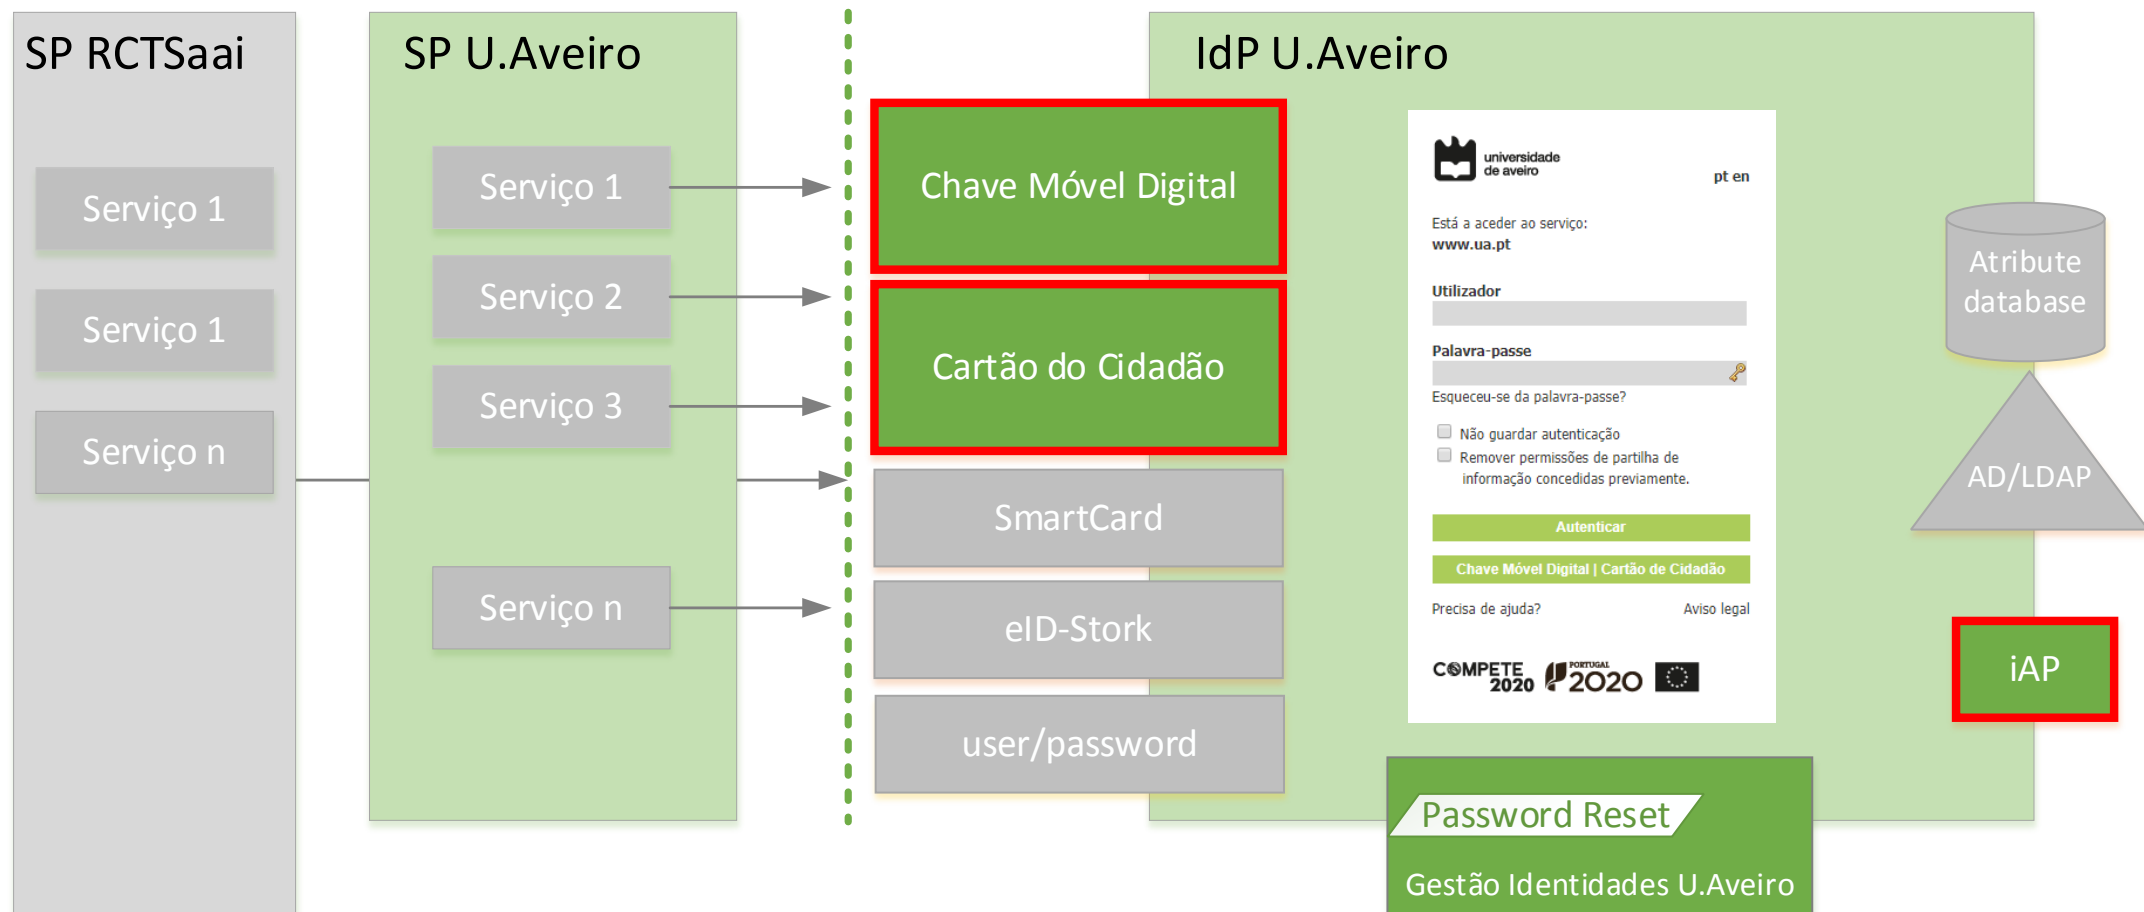 SP RCTSaai
Serviço 1
Serviço 1
Serviço n
SP U.Aveiro
Serviço 1
Serviço 2
Serviço 3
Serviço n
IdP U.Aveiro
Chave Móvel Digital
Cartão do Cidadão
SmartCard
eID-Stork
user/password
universidade
de aveiro
pt en
Está a aceder ao serviço:
www.ua.pt
Utilizador
Palavra-passe
Esqueceu-se da palavra-passe?
Não guardar autenticação
Remover permissões de partilha de
informação concedidas previamente.
Autenticar
Chave Móvel Digital | Cartão de Cidadão
Precisa de ajuda? Aviso legal
COMPETE
2020
PORTUGAL
2020
Atribute
database
AD/LDAP
iAP
Password Reset
Gestão Identidades U.Aveiro